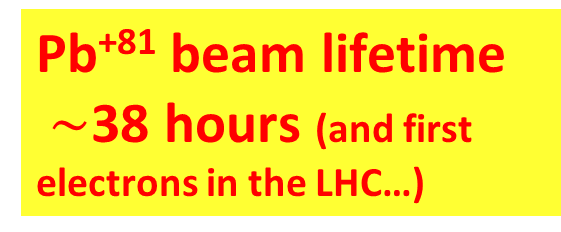 Pb⁺⁸¹ beam lifetime
~38 hours (and first
electrons in the LHC...)